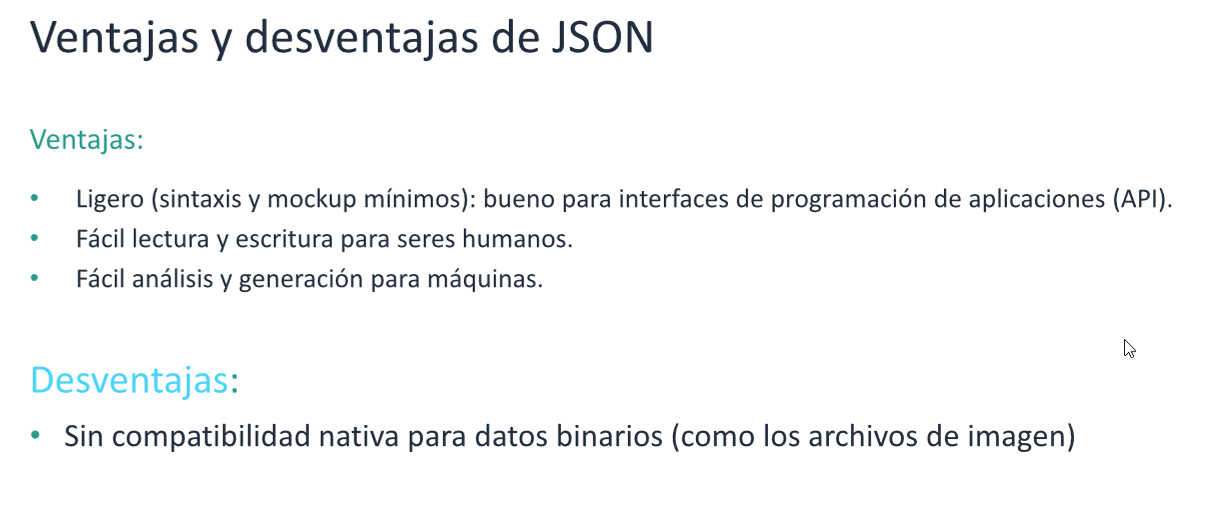 Ventajas y desventajas de JSON
Ventajas:
• Ligero (sintaxis y mockup mínimos): bueno para interfaces de programación de aplicaciones (API).
• Fácil lectura y escritura para seres humanos.
• Fácil análisis y generación para máquinas.
Desventajas:
• Sin compatibilidad nativa para datos binarios (como los archivos de imagen)